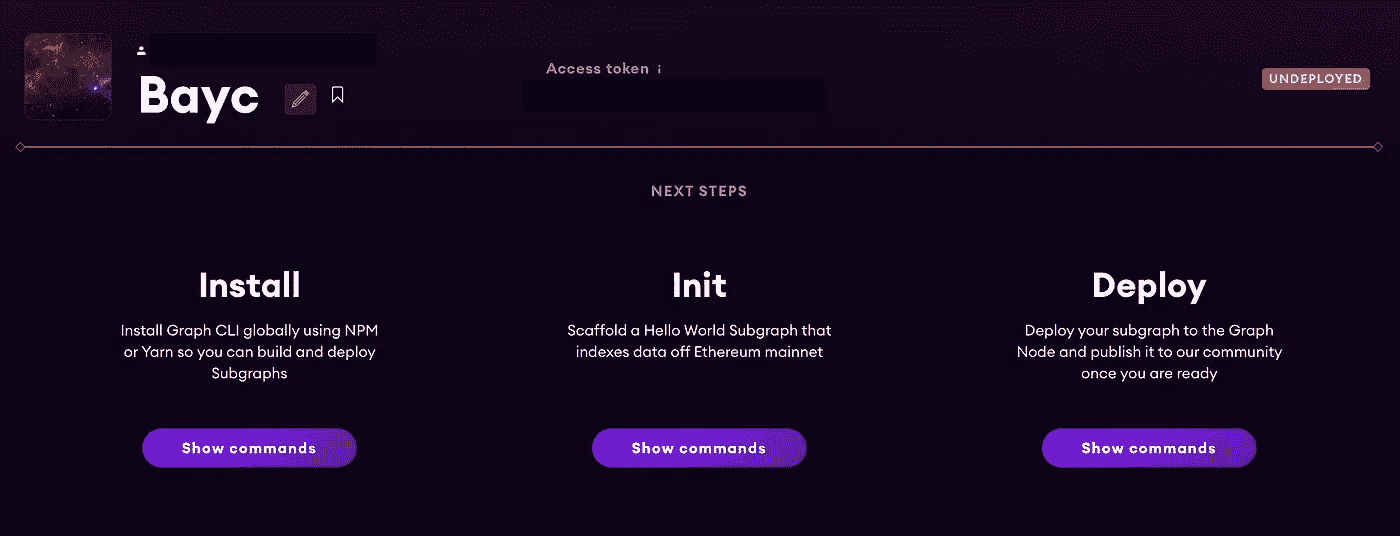 Bayc
Access token i
UNDEPLOYED
NEXT STEPS
Install
Install Graph CLI globally using NPM
or Yarn so you can build and deploy
Subgraphs
Show commands
Init
Scaffold a Hello World Subgraph that
indexes data off Ethereum mainnet
Show commands
Deploy
Deploy your subgraph to the Graph
Node and publish it to our community
once you are ready
Show commands